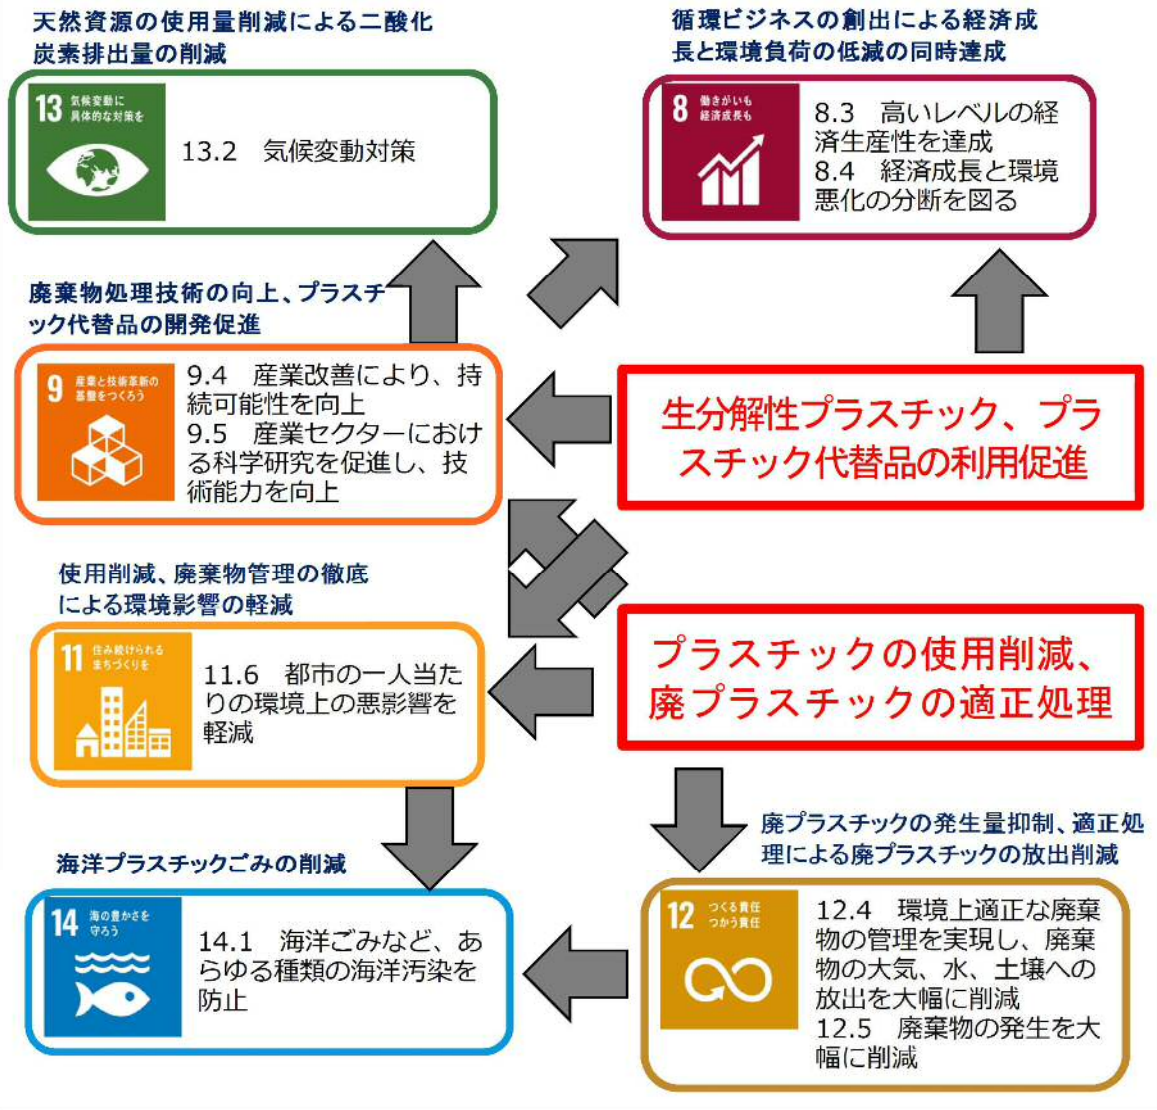 天然資源の使用量削減による二酸化
炭素排出量の削減
13 気候変動に
具体的な対策を
13.2 気候変動対策
循環ビジネスの創出による経済成
長と環境負荷の低減の同時達成
8 働きがいも
経済成長も
8.3 高いレベルの経
済生産性を達成
8.4 経済成長と環境
悪化の分断を図る
廃棄物処理技術の向上、プラスチ
ック代替品の開発促進
9 産業と技術革新の
基盤をつくろう
9.4 産業改善により、持
続可能性を向上
9.5 産業セクターにおけ
る科学研究を促進し、技
術能力を向上
生分解性プラスチック、プラ
スチック代替品の利用促進
使用削減、廃棄物管理の徹底
による環境影響の軽減
11 住み続けられる
まちづくりを
11.6 都市の一人当た
りの環境上の悪影響を
軽減
プラスチックの使用削減、
廃プラスチックの適正処理
海洋プラスチックごみの削減
14 海の豊かさを
守ろう
14.1 海洋ごみなど、あ
らゆる種類の海洋汚染を
防止
廃プラスチックの発生量抑制、適正処
理による廃プラスチックの放出削減
12 つくる責任
つかう責任
12.4 環境上適正な廃棄
物の管理を実現し、廃棄
物の大気、水、土壌への
放出を大幅に削減
12.5 廃棄物の発生を大
幅に削減